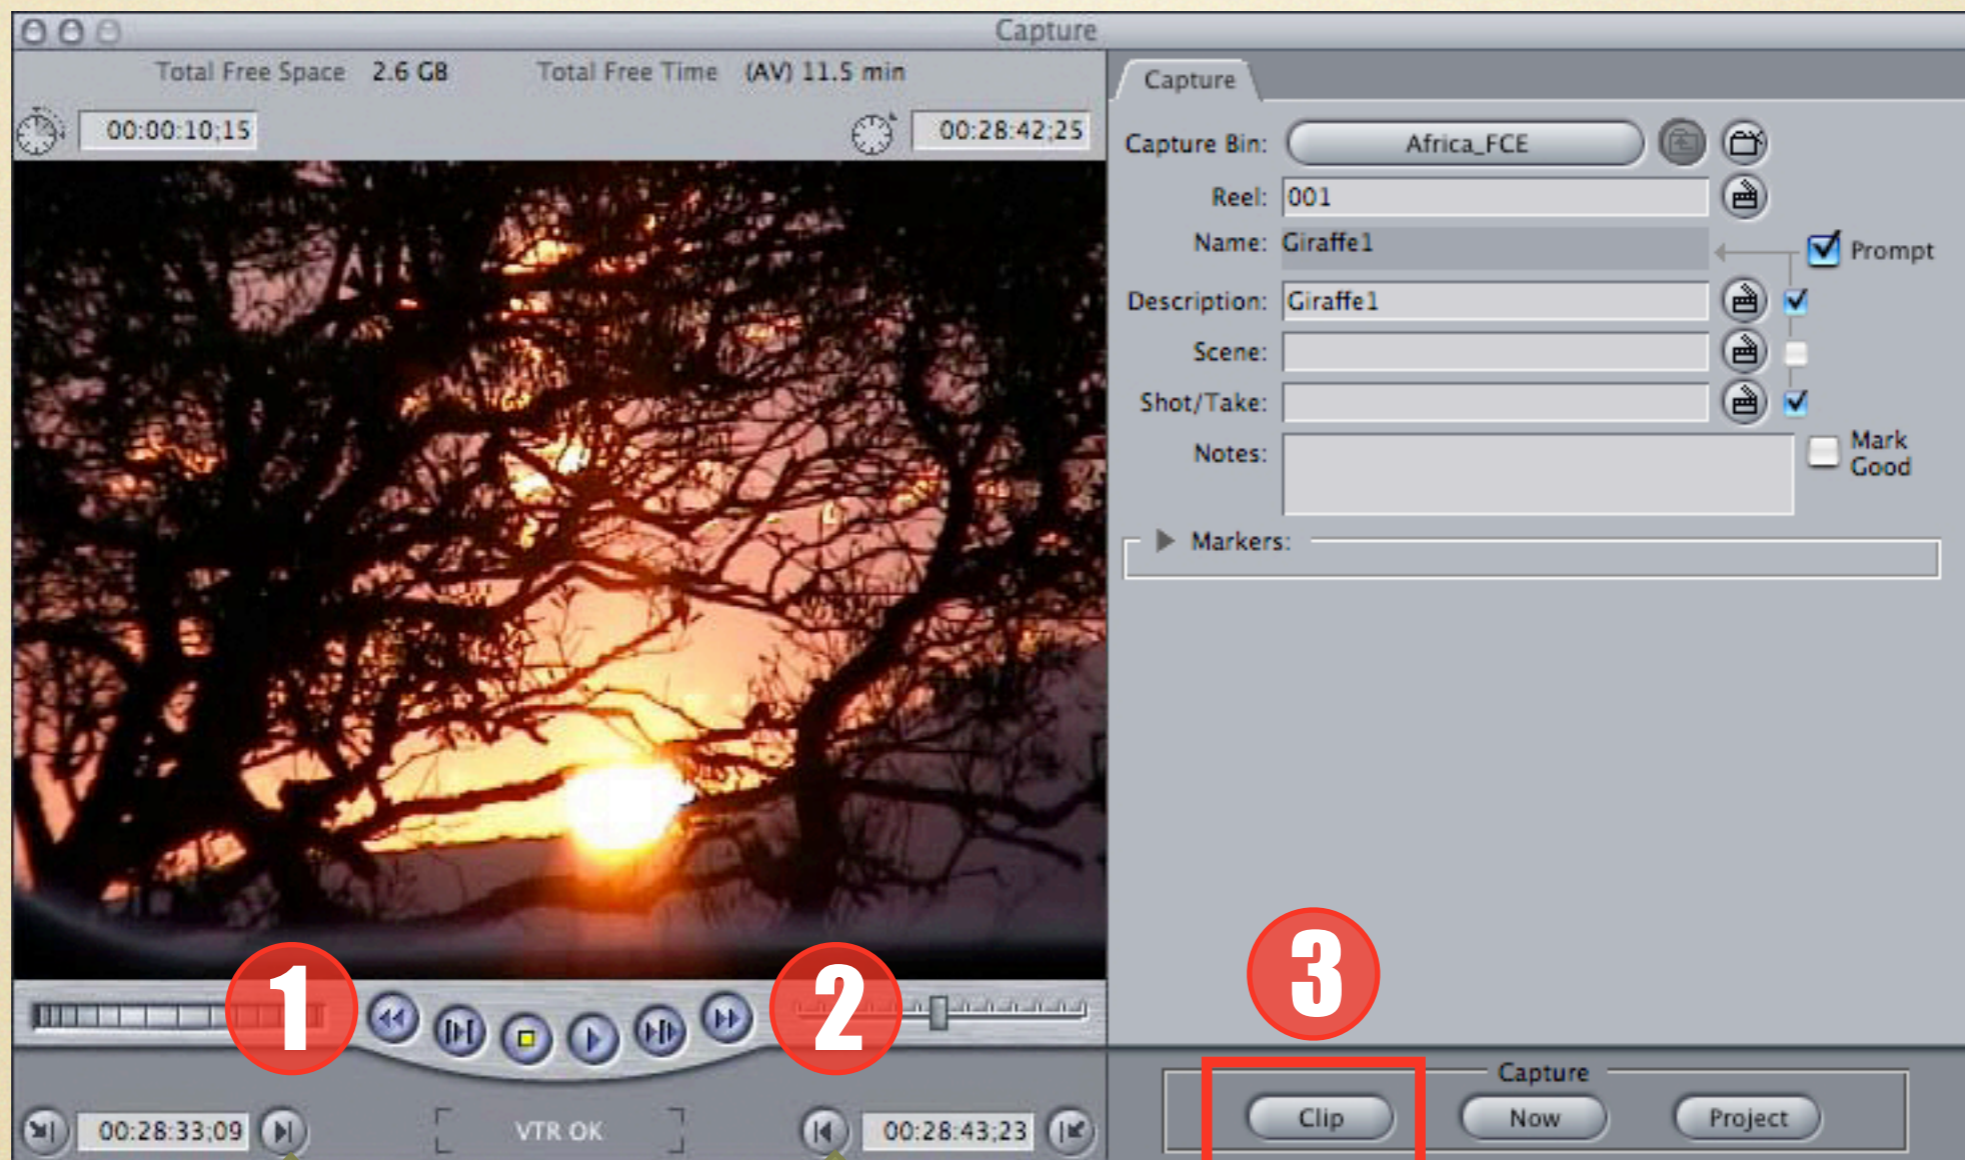 Capture
Total Free Space 2.6 GB Total Free Time (AV) 11.5 min
00:00:10;15 00:28:42;25
Capture
Capture Bin: Africa_FCE
Reel: 001
Name: Giraffe1 Prompt
Description: Giraffe1
Scene:
Shot/Take:
Notes: Mark Good
Markers:
1 2 3
Capture
00:28:33;09 VTR OK 00:28:43;23
Clip Now Project